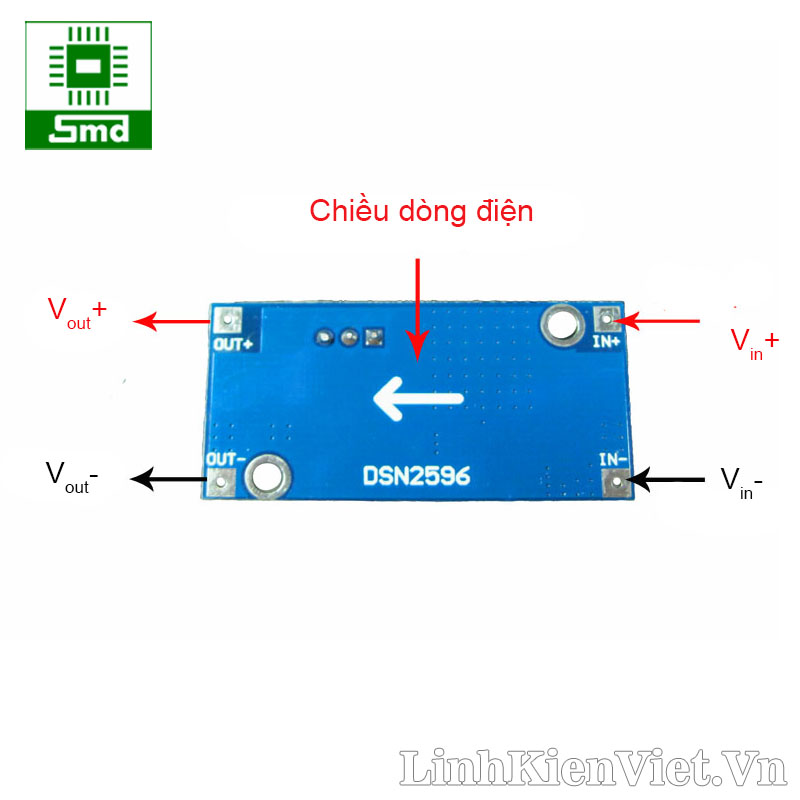 Smd
Chiều dòng điện
Vout+
Vin+
OUT+
IN+
OUT-
IN-
Vout-
Vin-
DSN2596
LinhKienViet.Vn